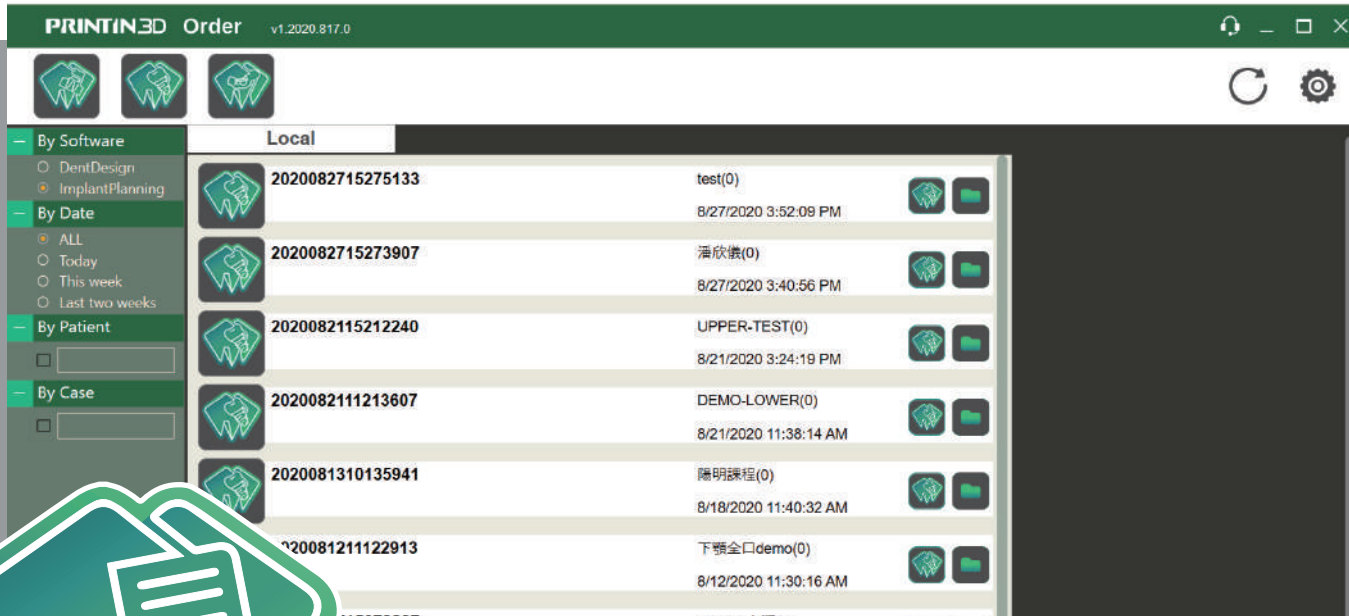 PRINTIN3D Order v1.2020.817.0
By Software
DentDesign
ImplantPlanning
By Date
ALL
Today
This week
Last two weeks
By Patient
By Case
Local
2020082715275133 test(0)
8/27/2020 3:52:09 PM
2020082715273907 潘欣儀(0)
8/27/2020 3:40:56 PM
2020082115212240 UPPER-TEST(0)
8/21/2020 3:24:19 PM
2020082111213607 DEMO-LOWER(0)
8/21/2020 11:38:14 AM
2020081310135941 陽明課程(0)
8/18/2020 11:40:32 AM
2020081211122913 下顎全口demo(0)
8/12/2020 11:30:16 AM